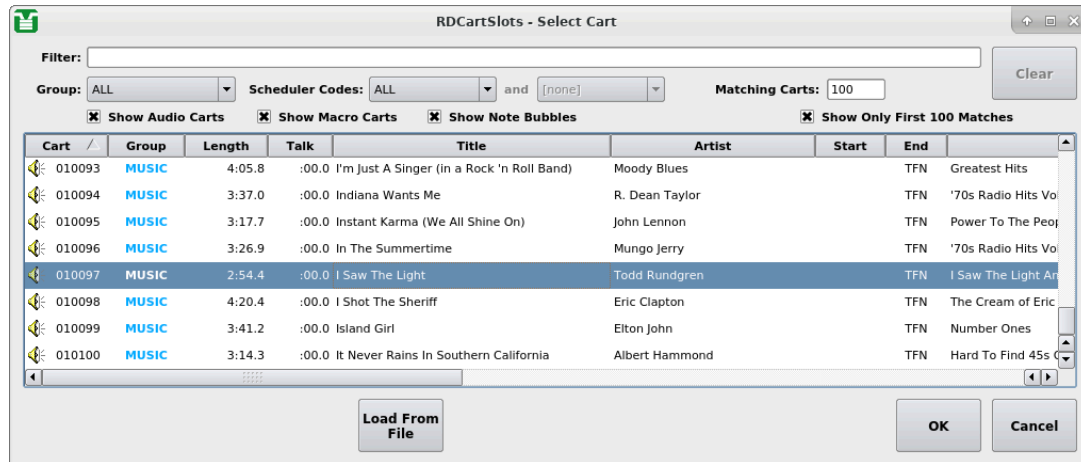 RDCartSlots - Select Cart
Filter:
Clear
Group: ALL Scheduler Codes: ALL and [none] Matching Carts: 100
Show Audio Carts Show Macro Carts Show Note Bubbles Show Only First 100 Matches
Cart Group Length Talk Title Artist Start End
010093 MUSIC 4:05.8 :00.0 I'm Just A Singer (in a Rock 'n Roll Band) Moody Blues TFN Greatest Hits
010094 MUSIC 3:37.0 :00.0 Indiana Wants Me R. Dean Taylor TFN '70s Radio Hits Vo
010095 MUSIC 3:17.7 :00.0 Instant Karma (We All Shine On) John Lennon TFN Power To The Peop
010096 MUSIC 3:26.9 :00.0 In The Summertime Mungo Jerry TFN '70s Radio Hits Vo
010097 MUSIC 2:54.4 :00.0 I Saw The Light Todd Rundgren TFN I Saw The Light An
010098 MUSIC 4:20.4 :00.0 I Shot The Sheriff Eric Clapton TFN The Cream of Eric
010099 MUSIC 3:41.2 :00.0 Island Girl Elton John TFN Number Ones
010100 MUSIC 3:14.3 :00.0 It Never Rains In Southern California Albert Hammond TFN Hard To Find 45s
Load From
File
OK
Cancel